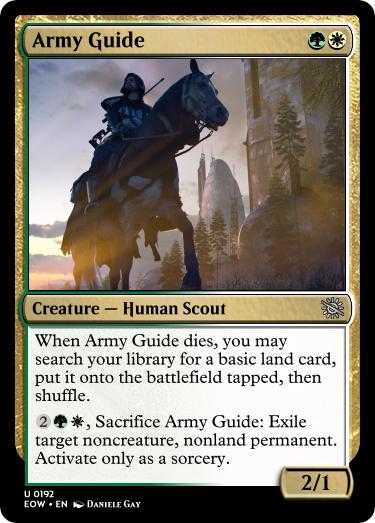 Army Guide
Creature — Human Scout
When Army Guide dies, you may
search your library for a basic land card,
put it onto the battlefield tapped, then
shuffle.
2, Sacrifice Army Guide: Exile
target noncreature, nonland permanent.
Activate only as a sorcery.
2/1
U 0192
EOW • EN Daniele Gay